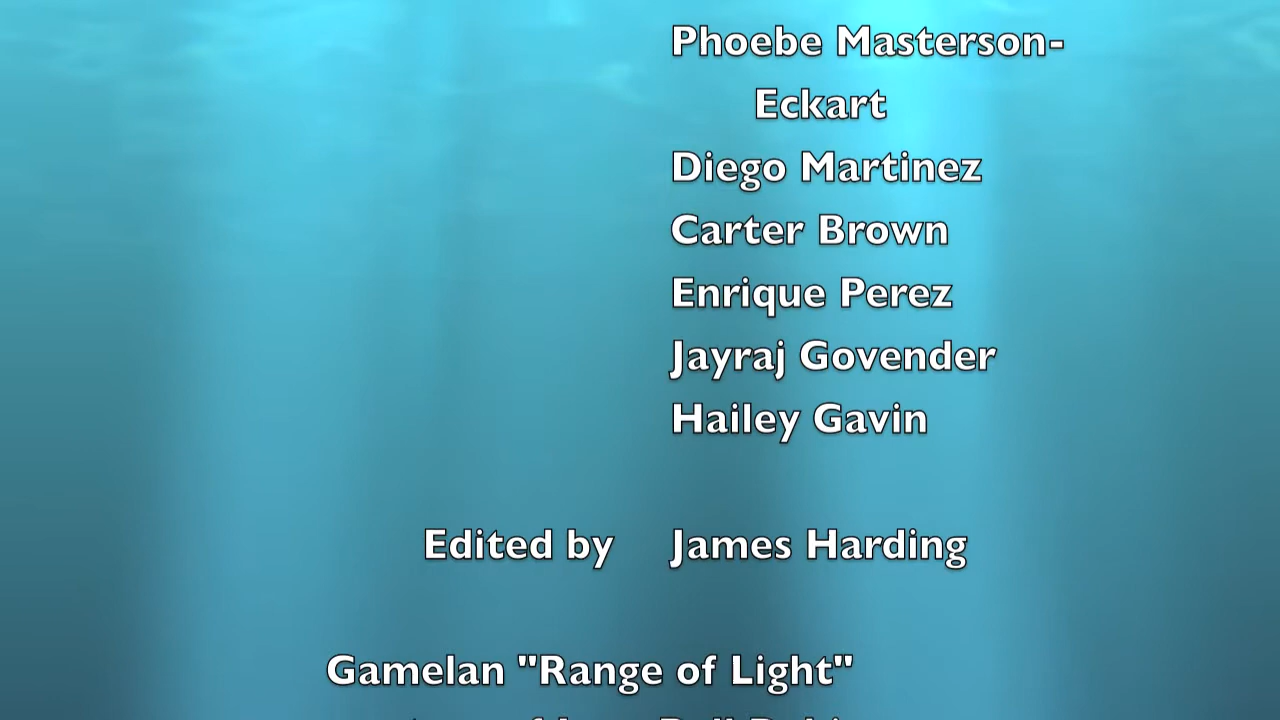 Phoebe Masterson-
Eckart
Diego Martinez
Carter Brown
Enrique Perez
Jayraj Govender
Hailey Gavin
Edited by James Harding
Gamelan "Range of Light"